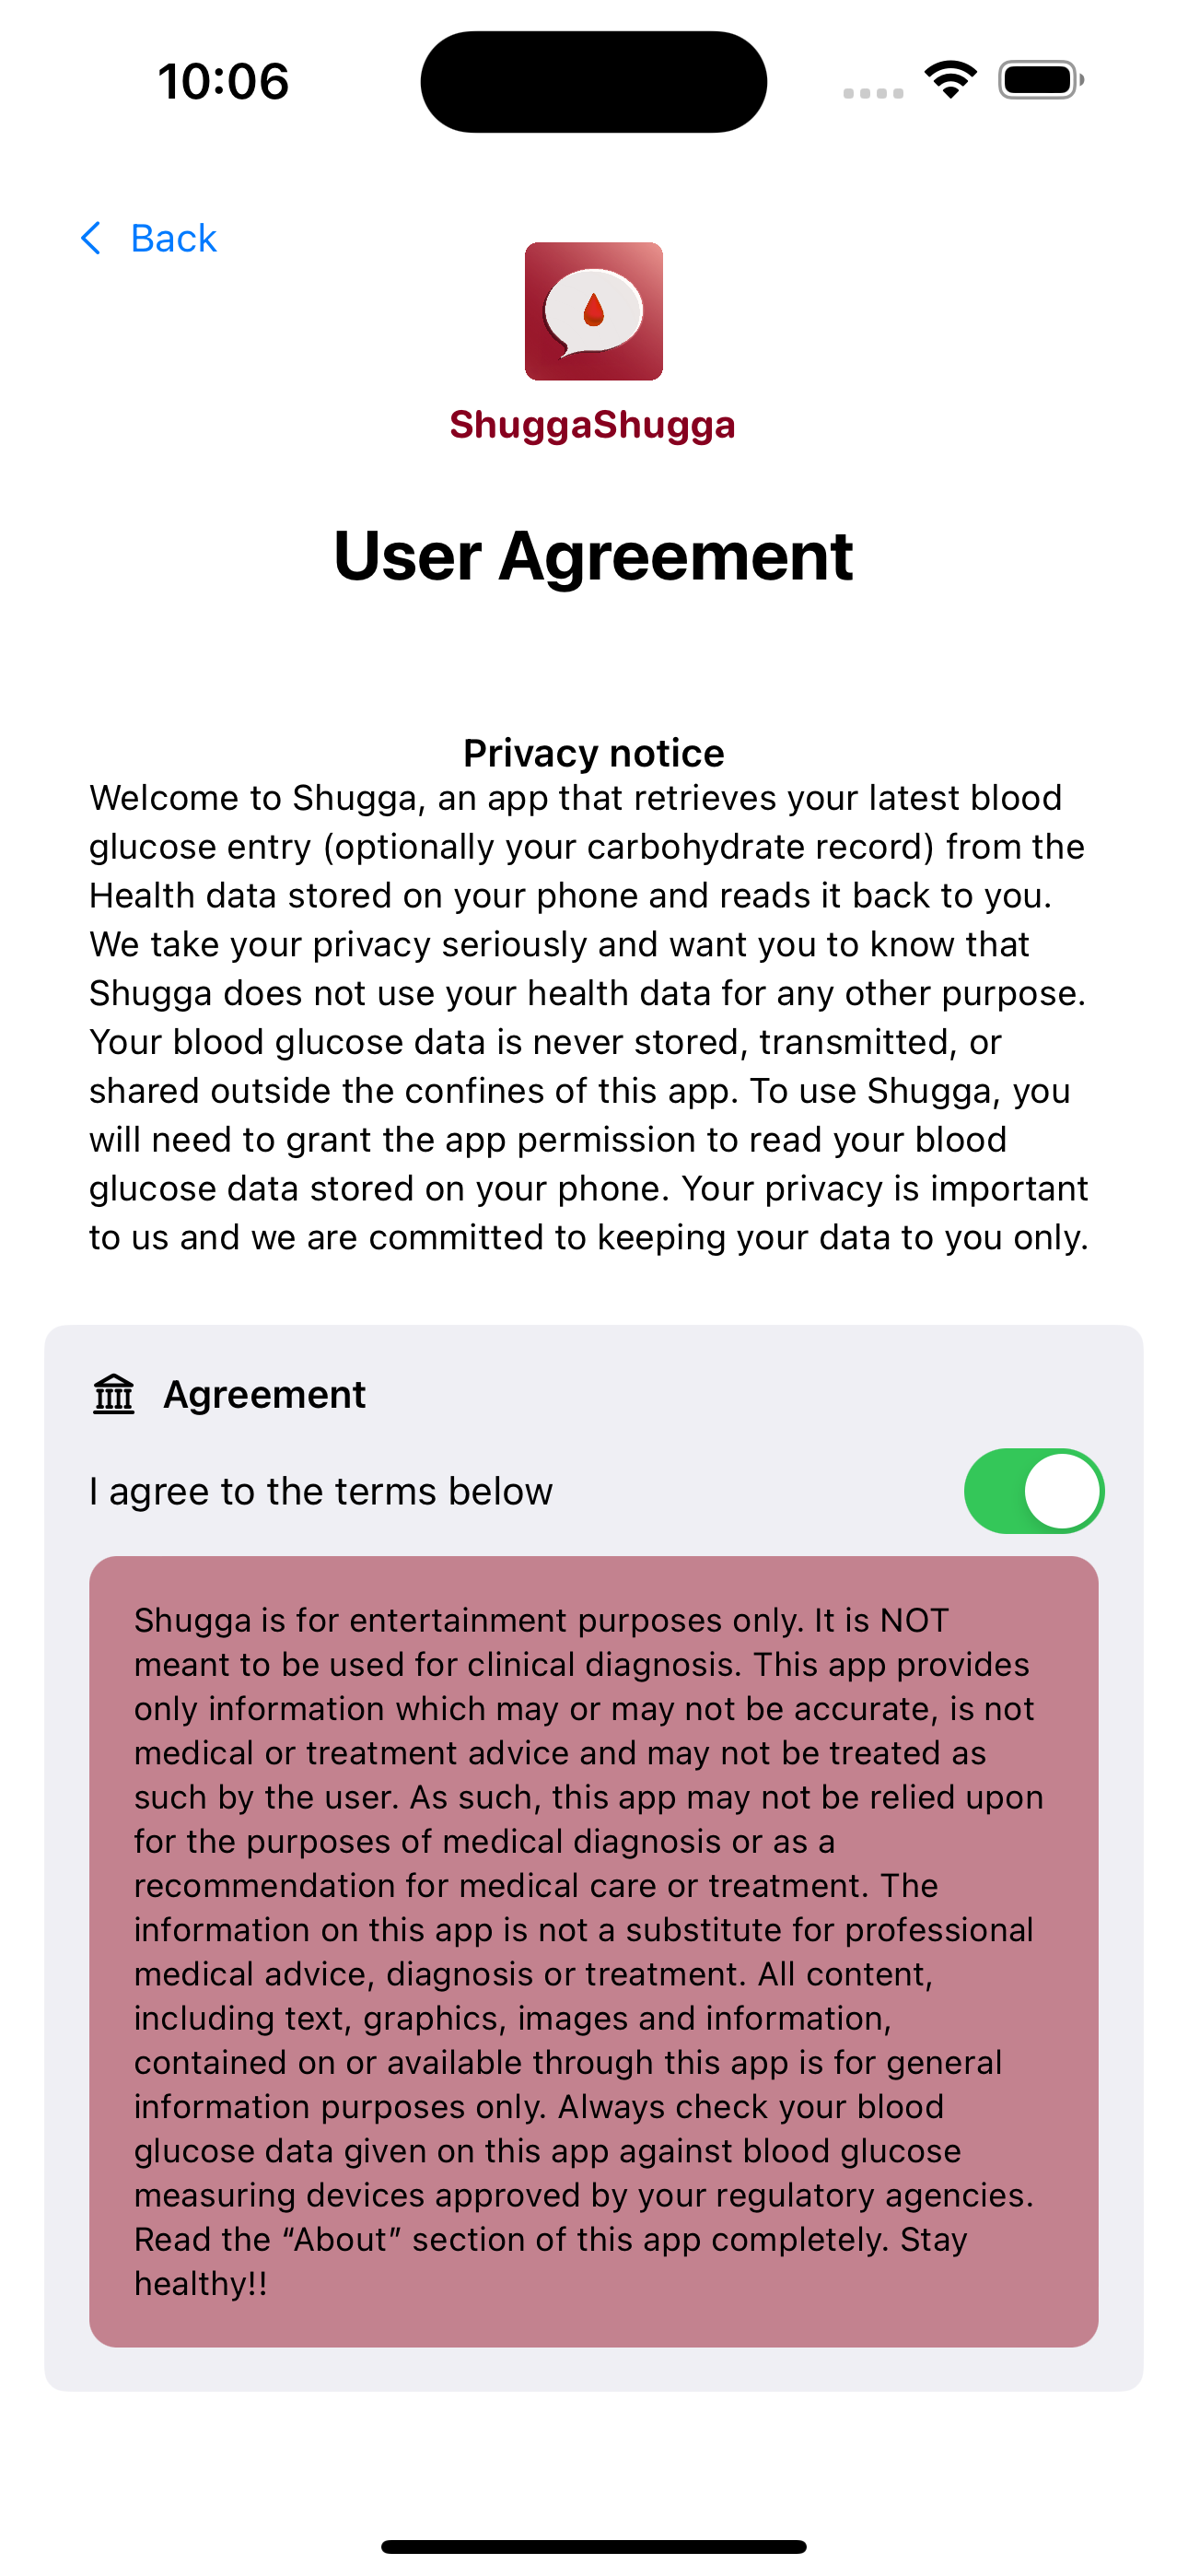 10:06
Back
ShuggaShugga
User Agreement
Privacy notice
Welcome to Shugga, an app that retrieves your latest blood
glucose entry (optionally your carbohydrate record) from the
Health data stored on your phone and reads it back to you.
We take your privacy seriously and want you to know that
Shugga does not use your health data for any other purpose.
Your blood glucose data is never stored, transmitted, or
shared outside the confines of this app. To use Shugga, you
will need to grant the app permission to read your blood
glucose data stored on your phone. Your privacy is important
to us and we are committed to keeping your data to you only.
Agreement
I agree to the terms below
Shugga is for entertainment purposes only. It is NOT
meant to be used for clinical diagnosis. This app provides
only information which may or may not be accurate, is not
medical or treatment advice and may not be treated as
such by the user. As such, this app may not be relied upon
for the purposes of medical diagnosis or as a
recommendation for medical care or treatment. The
information on this app is not a substitute for professional
medical advice, diagnosis or treatment. All content,
including text, graphics, images and information,
contained on or available through this app is for general
information purposes only. Always check your blood
glucose data given on this app against blood glucose
measuring devices approved by your regulatory agencies.
Read the “About” section of this app completely. Stay
healthy!!